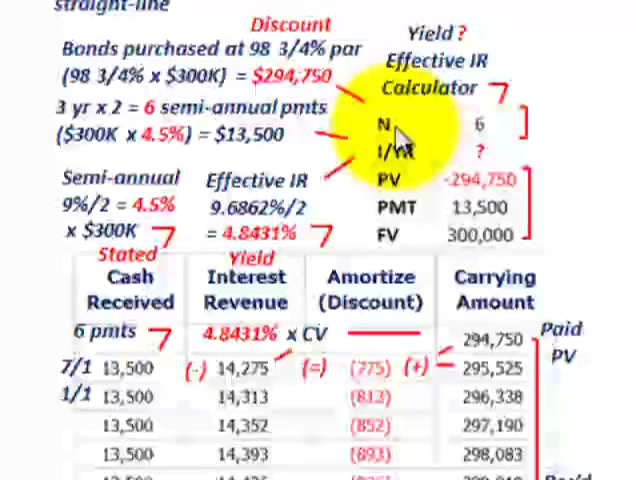 straight-line
Discount
Bonds purchased at 98 3/4% par
(98 3/4% x $300K) = $294,750
3 yr x 2 = 6 semi-annual pmts
($300K x 4.5%) = $13,500
Yield ?
Effective IR
Calculator
N 6
I/YR ?
PV -294,750
PMT 13,500
FV 300,000
Semi-annual
9%/2 = 4.5%
x $300K
Effective IR
9.6862%/2
= 4.8431%
Stated Yield
Cash Interest Amortize Carrying
Received Revenue (Discount) Amount
6 pmts 4.8431% x CV 294,750 Paid
PV
7/1 13,500 (-) 14,275 (=) (775) (+) 295,525
1/1 13,500 14,313 (813) 296,338
13,500 14,352 (852) 297,190
13,500 14,393 (893) 298,083